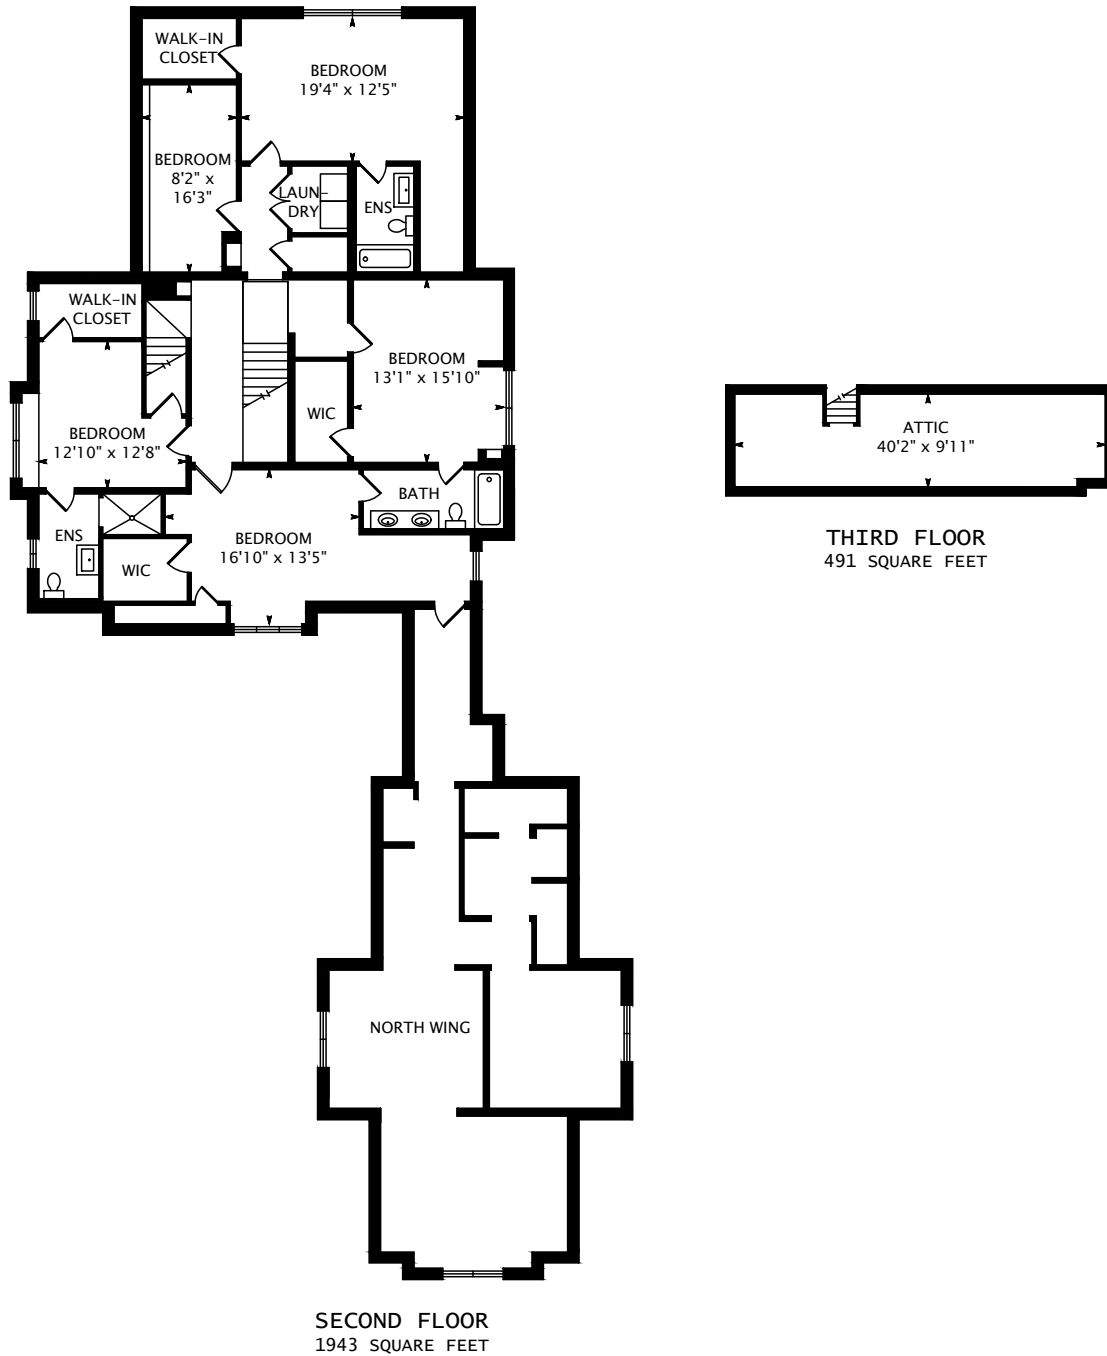 WALK-IN
CLOSET
BEDROOM
19'4" x 12'5"
BEDROOM
8'2" x
16'3"
LAUN-
DRY
ENS
WALK-IN
CLOSET
BEDROOM
13'1" x 15'10"
WIC
BEDROOM
12'10" x 12'8"
BATH
ENS
WIC
BEDROOM
16'10" x 13'5"
NORTH WING
SECOND FLOOR
1943 SQUARE FEET
ATTIC
40'2" x 9'11"
THIRD FLOOR
491 SQUARE FEET